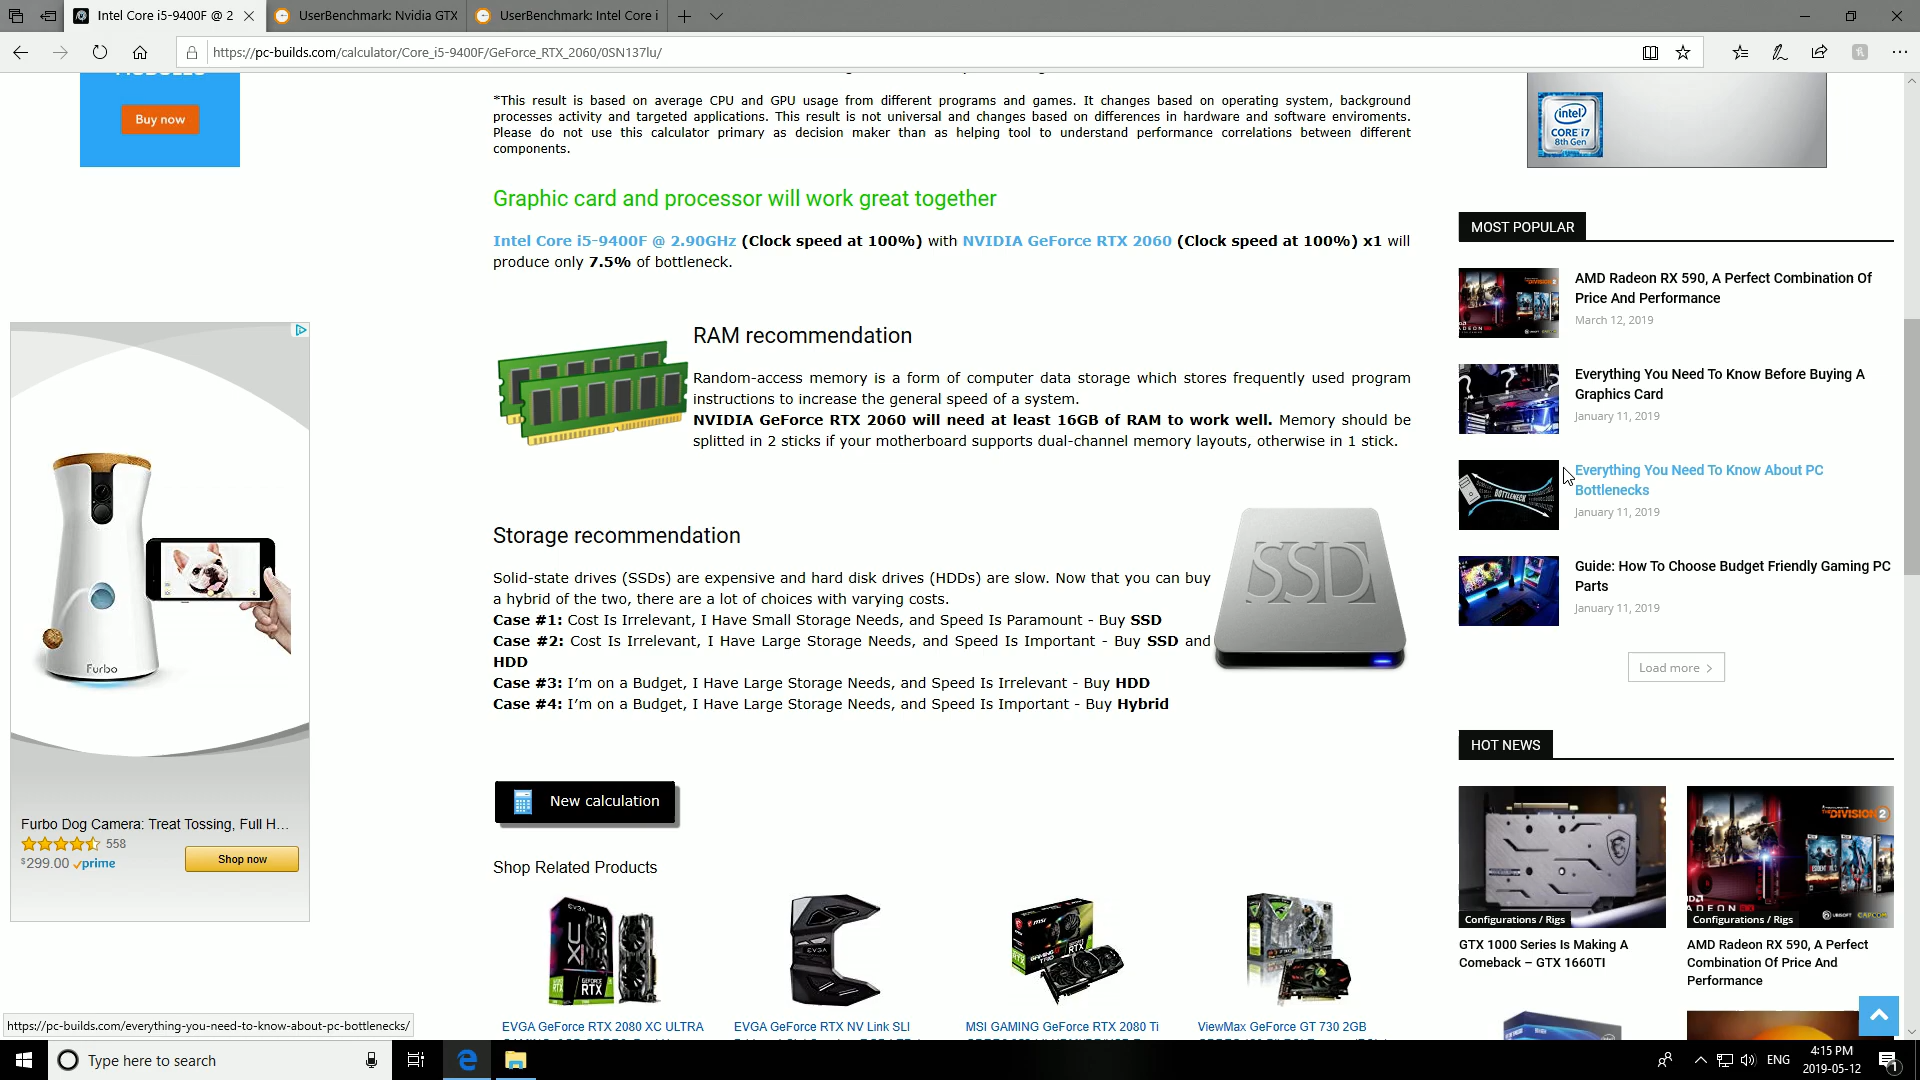 Intel Core i5-9400F @ 2
UserBenchmark: Nvidia GTX
UserBenchmark: Intel Core i
https://pc-builds.com/calculator/Core_i5-9400F/GeForce_RTX_2060/0SN137lu/
Buy now
*This result is based on average CPU and GPU usage from different programs and games. It changes based on operating system, background
processes activity and targeted applications. This result is not universal and changes based on differences in hardware and software enviroments.
Please do not use this calculator primary as decision maker than as helping tool to understand performance correlations between different
components.
Graphic card and processor will work great together
Intel Core i5-9400F @ 2.90GHz (Clock speed at 100%) with NVIDIA GeForce RTX 2060 (Clock speed at 100%) x1 will
produce only 7.5% of bottleneck.
RAM recommendation
Random-access memory is a form of computer data storage which stores frequently used program
instructions to increase the general speed of a system.
NVIDIA GeForce RTX 2060 will need at least 16GB of RAM to work well. Memory should be
splitted in 2 sticks if your motherboard supports dual-channel memory layouts, otherwise in 1 stick.
Storage recommendation
Solid-state drives (SSDs) are expensive and hard disk drives (HDDs) are slow. Now that you can buy
a hybrid of the two, there are a lot of choices with varying costs.
Case #1: Cost Is Irrelevant, I Have Small Storage Needs, and Speed Is Paramount - Buy SSD
Case #2: Cost Is Irrelevant, I Have Large Storage Needs, and Speed Is Important - Buy SSD and
HDD
Case #3: I'm on a Budget, I Have Large Storage Needs, and Speed Is Irrelevant - Buy HDD
Case #4: I'm on a Budget, I Have Large Storage Needs, and Speed Is Important - Buy Hybrid
SSD
New calculation
Shop Related Products
EVGA GeForce RTX 2080 XC ULTRA
EVGA GeForce RTX NV Link SLI
MSI GAMING GeForce RTX 2080 Ti
ViewMax GeForce GT 730 2GB
Furbo
Furbo Dog Camera: Treat Tossing, Full H...
558
$299.00 prime
Shop now
intel
CORE i7
8th Gen
MOST POPULAR
AMD Radeon RX 590, A Perfect Combination Of
Price And Performance
March 12, 2019
Everything You Need To Know Before Buying A
Graphics Card
January 11, 2019
BOTTLENECK
Everything You Need To Know About PC
Bottlenecks
January 11, 2019
Guide: How To Choose Budget Friendly Gaming PC
Parts
January 11, 2019
Load more
HOT NEWS
Configurations / Rigs
GTX 1000 Series Is Making A
Comeback – GTX 1660TI
THE DIVISION 2
Configurations / Rigs
AMD Radeon RX 590, A Perfect
Combination Of Price And
Performance
https://pc-builds.com/everything-you-need-to-know-about-pc-bottlenecks/
Type here to search
ENG
4:15 PM
2019-05-12
1